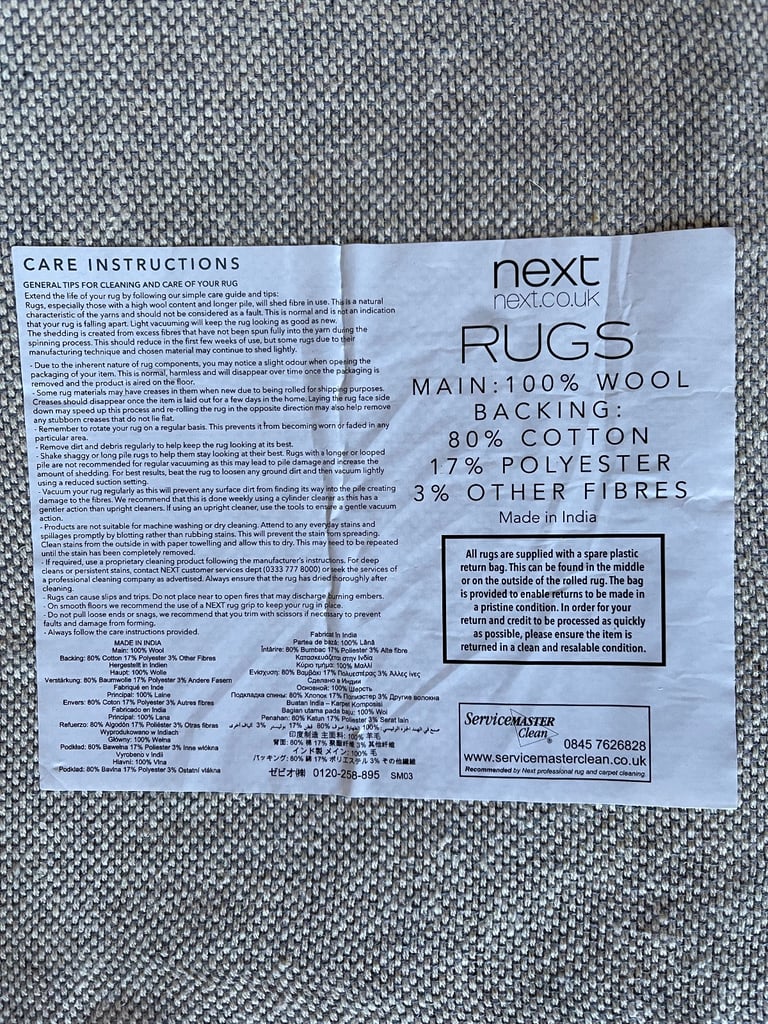 CARE INSTRUCTIONS
GENERAL TIPS FOR CLEANING AND CARE OF YOUR RUG
Extend the life of your rug by following our simple care guide and tips:
Rugs, especially those with a high wool content and longer pile, will shed fibre in use. This is a natural
characteristic of the yarns and should not be considered as a fault. This is normal and is not an indication
that your rug is falling apart. Light vacuuming will keep the rug looking as good as new.
The shedding is created from excess fibres that have not been spun fully into the yarn during the
spinning process. This should reduce in the first few weeks of use, but some rugs due to their
manufacturing technique and chosen material may continue to shed lightly.
- Due to the inherent nature of rug components, you may notice a slight odour when opening the
packaging of your item. This is normal, harmless and will disappear over time once the packaging is
removed and the product is aired on the floor.
- Some rug materials may have creases in them when new due to being rolled for shipping purposes.
Creases should disappear once the item is laid out for a few days in the home. Laying the rug face side
down may speed up this process and re-rolling the rug in the opposite direction may also help remove
any stubborn creases that do not lie flat.
- Remember to rotate your rug on a regular basis. This prevents it from becoming worn or faded in any
particular area.
- Remove dirt and debris regularly to help keep the rug looking at its best.
- Shake shaggy or long pile rugs to help them stay looking at their best. Rugs with a longer or looped
pile are not recommended for regular vacuuming as this may lead to pile damage and increase the
amount of shedding. For best results, beat the rug to loosen any ground dirt and then vacuum lightly
using a reduced suction setting.
- Vacuum your rug regularly as this will prevent any surface dirt from finding its way into the pile creating
damage to the fibres. We recommend that this is done weekly using a cylinder cleaner as this has a
gentler action than upright cleaners. If using an upright cleaner, use the tools to ensure a gentle vacuum
action.
- Products are not suitable for machine washing or dry cleaning. Attend to any everyday stains and
spillages promptly by blotting rather than rubbing stains. This will prevent the stain from spreading.
Clean stains from the outside in with paper towelling and allow this to dry. This may need to be repeated
until the stain has been completely removed.
- If required, use a proprietary cleaning product following the manufacturer's instructions. For deep
cleans or persistent stains, contact NEXT customer services dept (0333 777 8000) or seek the services of
a professional cleaning company as advertised. Always ensure that the rug has dried thoroughly after
cleaning.
- Rugs can cause slips and trips. Do not place near to open fires that may discharge burning embers.
- On smooth floors we recommend the use of a NEXT rug grip to keep your rug in place.
- Do not pull loose ends or snags, we recommend that you trim with scissors if necessary to prevent
faults and damage from forming.
- Always follow the care instructions provided.
MADE IN INDIA
Main: 100% Wool
Backing: 80% Cotton 17% Polyester 3% Other Fibres
Hergestellt in Indien
Haupt: 100% Wolle
Verstärkung: 80% Baumwolle 17% Polyester 3% Andere Fasern
Fabriqué en Inde
Principal: 100% Laine
Envers: 80% Coton 17% Polyester 3% Autres fibres
Fabricado en India
Principal: 100% Lana
Refuerzo: 80% Algodón 17% Poliéster 3% Otras fibras
Wyprodukowano w Indiach
Główny: 100% Wełna
Podkład: 80% Bawełna 17% Poliester 3% Inne włókna
Vyrobeno v Indii
Hlavní: 100% Vlna
Podklad: 80% Bavlna 17% Polyester 3% Ostatní vlákna
Fabricat în India
Partea de bază: 100% Lână
Întărire: 80% Bumbac 17% Poliester 3% Alte fibre
Κατασκευάζεται στην Ινδία
Κύριο τμήμα: 100% Μαλλί
Ενίσχυση: 80% Βαμβάκι 17% Πολυεστέρας 3% Άλλες ίνες
Сделано в Индии
Основной: 100% Шерсть
Подкладка спины: 80% Хлопок 17% Полиэстер 3% Другие волокна
Buatan India – Karpet Komposisi
Bagian utama pada baju: 100% Wol
Penahan: 80% Katun 17% Poliester 3% Serat lain
صنع في الهند الجزء الرئيسي: 100% 80% قطن 17% بوليستر 3% ألياف أخرى
印度制造 主面料: 100% 羊毛
背面: 80% 棉 17% 聚酯纤维 3% 其他纤维
インド製 メイン: 100% 毛
バッキング: 80% 綿 17% ポリエステル 3% その他繊維
ゼビオ㈱ 0120-258-895 SM03
next
next.co.uk
RUGS
MAIN: 100% WOOL
BACKING:
80% COTTON
17% POLYESTER
3% OTHER FIBRES
Made in India
All rugs are supplied with a spare plastic
return bag. This can be found in the middle
or on the outside of the rolled rug. The bag
is provided to enable returns to be made in
a pristine condition. In order for your
return and credit to be processed as quickly
as possible, please ensure the item is
returned in a clean and resalable condition.
ServiceMASTER
Clean®
0845 7626828
www.servicemasterclean.co.uk
Recommended by Next professional rug and carpet cleaning